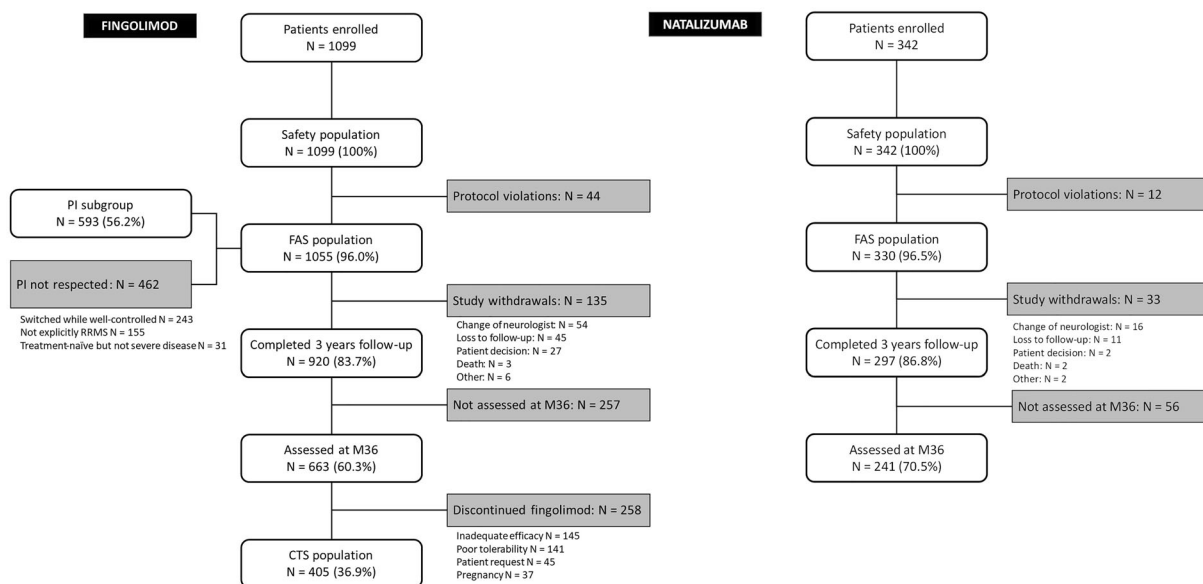 FINGOLIMOD
Patients enrolled
N = 1099
Safety population
N = 1099 (100%)
Protocol violations: N = 44
PI subgroup
N = 593 (56.2%)
FAS population
N = 1055 (96.0%)
PI not respected: N = 462
Switched while well-controlled N = 243
Not explicitly RRMS N = 155
Treatment-naïve but not severe disease N = 31
Study withdrawals: N = 135
Change of neurologist: N = 54
Loss to follow-up: N = 45
Patient decision: N = 27
Death: N = 3
Other: N = 6
Completed 3 years follow-up
N = 920 (83.7%)
Not assessed at M36: N = 257
Assessed at M36
N = 663 (60.3%)
Discontinued fingolimod: N = 258
Inadequate efficacy N = 145
Poor tolerability N = 141
Patient request N = 45
Pregnancy N = 37
CTS population
N = 405 (36.9%)
NATALIZUMAB
Patients enrolled
N = 342
Safety population
N = 342 (100%)
Protocol violations: N = 12
FAS population
N = 330 (96.5%)
Study withdrawals: N = 33
Change of neurologist: N = 16
Loss to follow-up: N = 11
Patient decision: N = 2
Death: N = 2
Other: N = 2
Completed 3 years follow-up
N = 297 (86.8%)
Not assessed at M36: N = 56
Assessed at M36
N = 241 (70.5%)